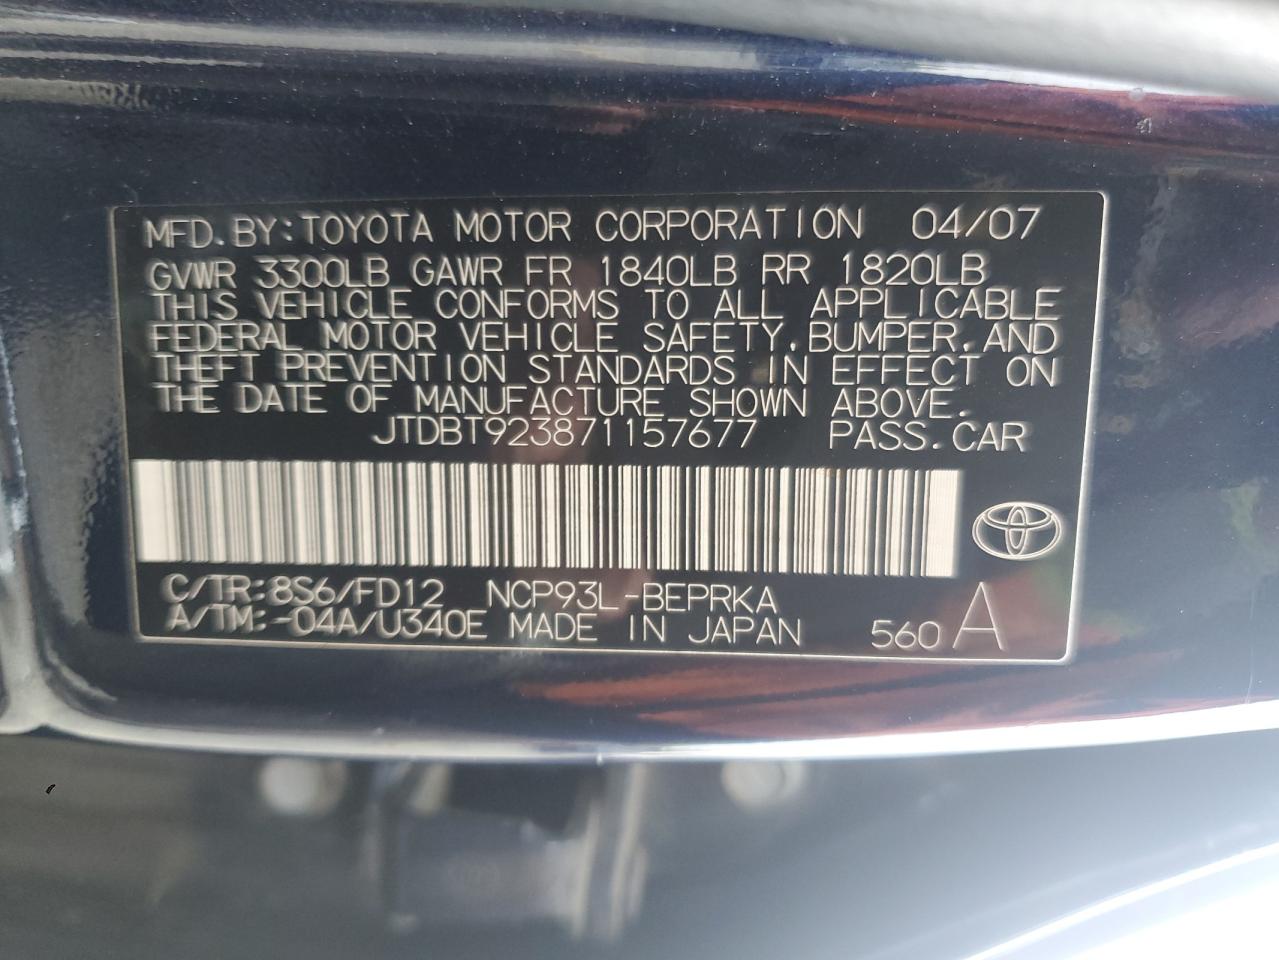 MFD.BY:TOYOTA MOTOR CORPORATION 04/07
GVWR 3300LB GAWR FR 1840LB RR 1820LB
THIS VEHICLE CONFORMS TO ALL APPLICABLE
FEDERAL MOTOR VEHICLE SAFETY,BUMPER,AND
THEFT PREVENTION STANDARDS IN EFFECT ON
THE DATE OF MANUFACTURE SHOWN ABOVE.
JTDBT923871157677 PASS.CAR
C/TR:8S6/FD12 NCP93L-BEPRKA
A/TM:-04A/U340E MADE IN JAPAN 560 A